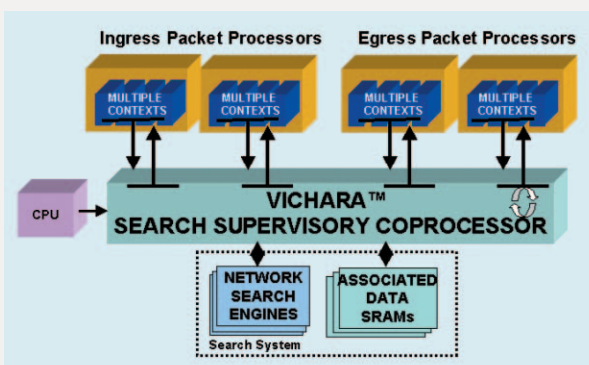 Ingress Packet Processors
Egress Packet Processors
MULTIPLE
CONTEXTS
MULTIPLE
CONTEXTS
MULTIPLE
CONTEXTS
MULTIPLE
CONTEXTS
CPU
VICHARA™
SEARCH SUPERVISORY COPROCESSOR
NETWORK
SEARCH
ENGINES
ASSOCIATED
DATA
SRAMs
Search System